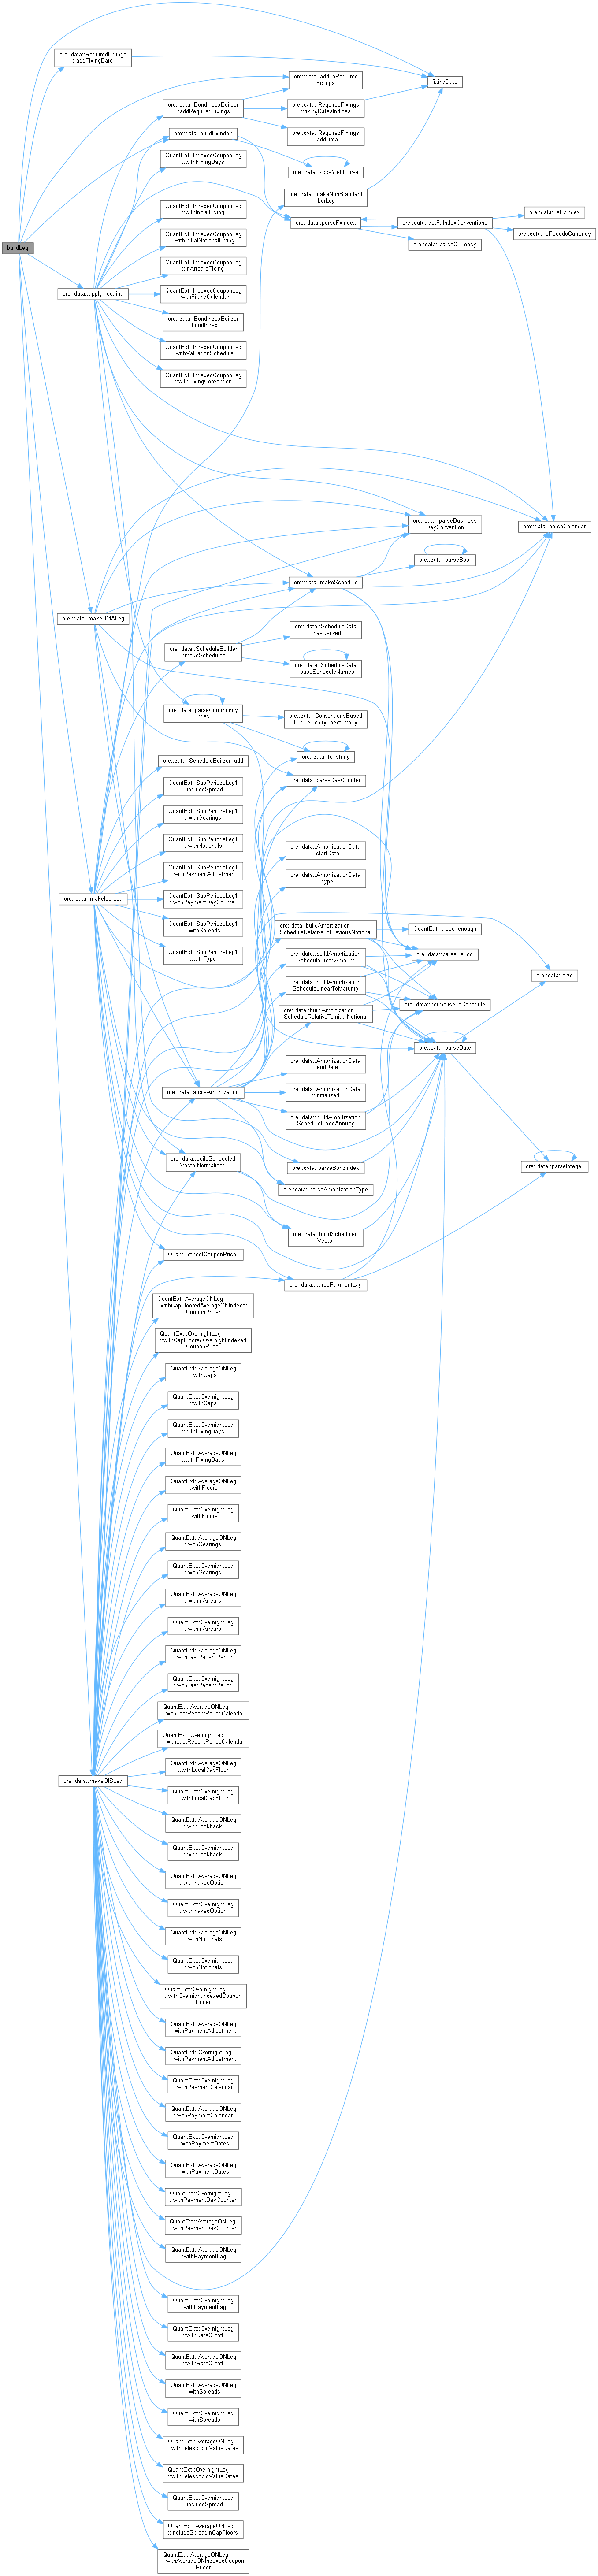 buildLeg
ore::data::RequiredFixings
::addFixingDate
fixingDate
ore::data::addToRequired
Fixings
ore::data::BondIndexBuilder
::addRequiredFixings
ore::data::RequiredFixings
::fixingDatesIndices
ore::data::RequiredFixings
::addData
ore::data::buildFxIndex
QuantExt::IndexedCouponLeg
::withFixingDays
ore::data::xccyYieldCurve
ore::data::makeNonStandard
IborLeg
QuantExt::IndexedCouponLeg
::withInitialFixing
ore::data::parseFxIndex
ore::data::getFxIndexConventions
ore::data::isFxIndex
ore::data::isPseudoCurrency
ore::data::parseCurrency
QuantExt::IndexedCouponLeg
::withInitialNotionalFixing
QuantExt::IndexedCouponLeg
::inArrearsFixing
ore::data::applyIndexing
QuantExt::IndexedCouponLeg
::withFixingCalendar
ore::data::BondIndexBuilder
::bondIndex
QuantExt::IndexedCouponLeg
::withValuationSchedule
QuantExt::IndexedCouponLeg
::withFixingConvention
ore::data::parseBusiness
DayConvention
ore::data::parseCalendar
ore::data::parseBool
ore::data::makeSchedule
ore::data::makeBMALeg
ore::data::ScheduleData
::hasDerived
ore::data::ScheduleBuilder
::makeSchedules
ore::data::ScheduleData
::baseScheduleNames
ore::data::parseCommodity
Index
ore::data::ConventionsBased
FutureExpiry::nextExpiry
ore::data::to_string
ore::data::ScheduleBuilder::add
ore::data::parseDayCounter
QuantExt::SubPeriodsLeg1
::includeSpread
QuantExt::SubPeriodsLeg1
::withGearings
QuantExt::SubPeriodsLeg1
::withNotionals
ore::data::AmortizationData
::startDate
QuantExt::SubPeriodsLeg1
::withPaymentAdjustment
ore::data::AmortizationData
::type
ore::data::makeIborLeg
QuantExt::SubPeriodsLeg1
::withPaymentDayCounter
QuantExt::SubPeriodsLeg1
::withSpreads
ore::data::buildAmortization
ScheduleRelativeToPreviousNotional
QuantExt::close_enough
QuantExt::SubPeriodsLeg1
::withType
ore::data::buildAmortization
ScheduleFixedAmount
ore::data::parsePeriod
ore::data::size
ore::data::buildAmortization
ScheduleLinearToMaturity
ore::data::normaliseToSchedule
ore::data::buildAmortization
ScheduleRelativeToInitialNotional
ore::data::parseDate
ore::data::AmortizationData
::endDate
ore::data::applyAmortization
ore::data::AmortizationData
::initialized
ore::data::buildAmortization
ScheduleFixedAnnuity
ore::data::buildScheduled
VectorNormalised
ore::data::parseBondIndex
ore::data::parseInteger
ore::data::parseAmortizationType
ore::data::buildScheduled
Vector
QuantExt::setCouponPricer
ore::data::parsePaymentLag
QuantExt::AverageONLeg
::withCapFlooredAverageONIndexed
CouponPricer
QuantExt::OvernightLeg
::withCapFlooredOvernightIndexed
CouponPricer
QuantExt::AverageONLeg
::withCaps
QuantExt::OvernightLeg
::withCaps
QuantExt::OvernightLeg
::withFixingDays
QuantExt::AverageONLeg
::withFixingDays
QuantExt::AverageONLeg
::withFloors
QuantExt::OvernightLeg
::withFloors
QuantExt::AverageONLeg
::withGearings
QuantExt::OvernightLeg
::withGearings
QuantExt::AverageONLeg
::withInArrears
QuantExt::OvernightLeg
::withInArrears
QuantExt::AverageONLeg
::withLastRecentPeriod
QuantExt::OvernightLeg
::withLastRecentPeriod
QuantExt::AverageONLeg
::withLastRecentPeriodCalendar
QuantExt::OvernightLeg
::withLastRecentPeriodCalendar
ore::data::makeOISLeg
QuantExt::AverageONLeg
::withLocalCapFloor
QuantExt::OvernightLeg
::withLocalCapFloor
QuantExt::AverageONLeg
::withLookback
QuantExt::OvernightLeg
::withLookback
QuantExt::AverageONLeg
::withNakedOption
QuantExt::OvernightLeg
::withNakedOption
QuantExt::AverageONLeg
::withNotionals
QuantExt::OvernightLeg
::withNotionals
QuantExt::OvernightLeg
::withOvernightIndexedCoupon
Pricer
QuantExt::AverageONLeg
::withPaymentAdjustment
QuantExt::OvernightLeg
::withPaymentAdjustment
QuantExt::OvernightLeg
::withPaymentCalendar
QuantExt::AverageONLeg
::withPaymentCalendar
QuantExt::OvernightLeg
::withPaymentDates
QuantExt::AverageONLeg
::withPaymentDates
QuantExt::OvernightLeg
::withPaymentDayCounter
QuantExt::AverageONLeg
::withPaymentDayCounter
QuantExt::AverageONLeg
::withPaymentLag
QuantExt::OvernightLeg
::withPaymentLag
QuantExt::OvernightLeg
::withRateCutoff
QuantExt::AverageONLeg
::withRateCutoff
QuantExt::AverageONLeg
::withSpreads
QuantExt::OvernightLeg
::withSpreads
QuantExt::AverageONLeg
::withTelescopicValueDates
QuantExt::OvernightLeg
::withTelescopicValueDates
QuantExt::OvernightLeg
::includeSpread
QuantExt::AverageONLeg
::includeSpreadInCapFloors
QuantExt::AverageONLeg
::withAverageONIndexedCoupon
Pricer